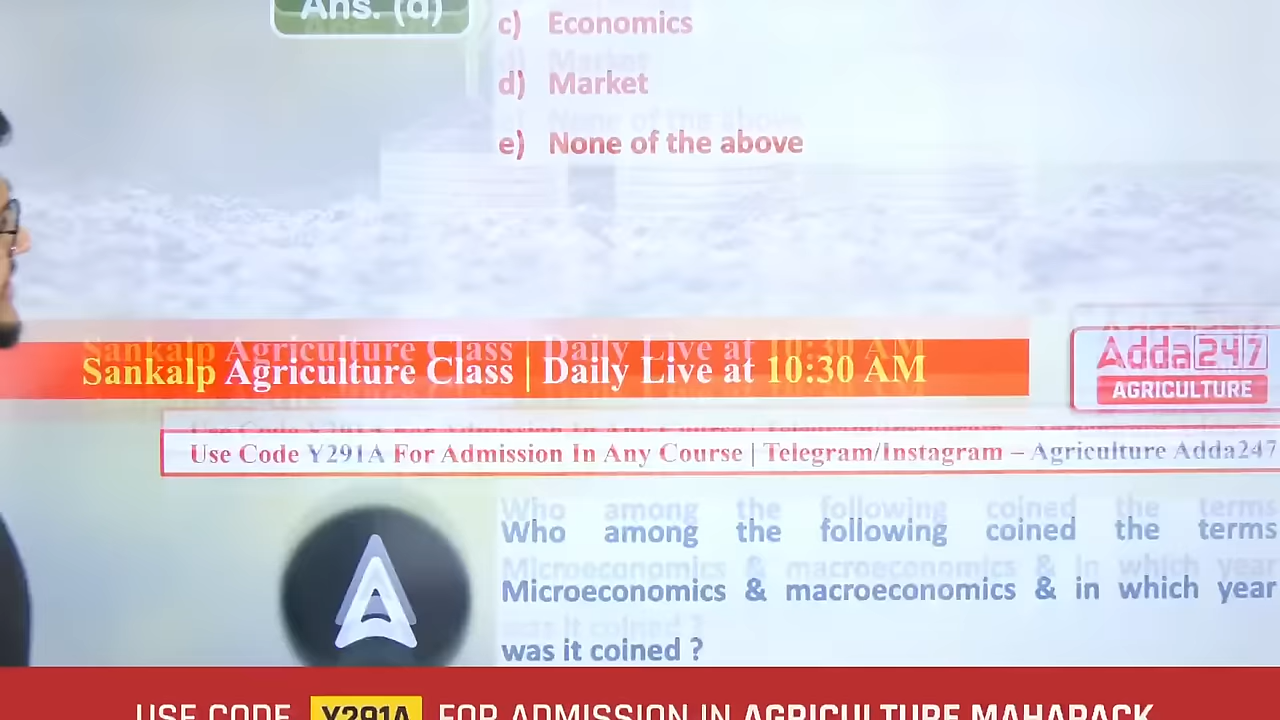 Ans. (d)
c) Economics
d) Market
e) None of the above
Sankalp Agriculture Class | Daily Live at 10:30 AM
Adda247
AGRICULTURE
Use Code Y291A For Admission In Any Course | Telegram/Instagram – Agriculture Adda247
Who among the following coined the terms
Microeconomics & macroeconomics & in which year
was it coined ?
USE CODE Y291A FOR ADMISSION IN AGRICULTURE MAHAPACK